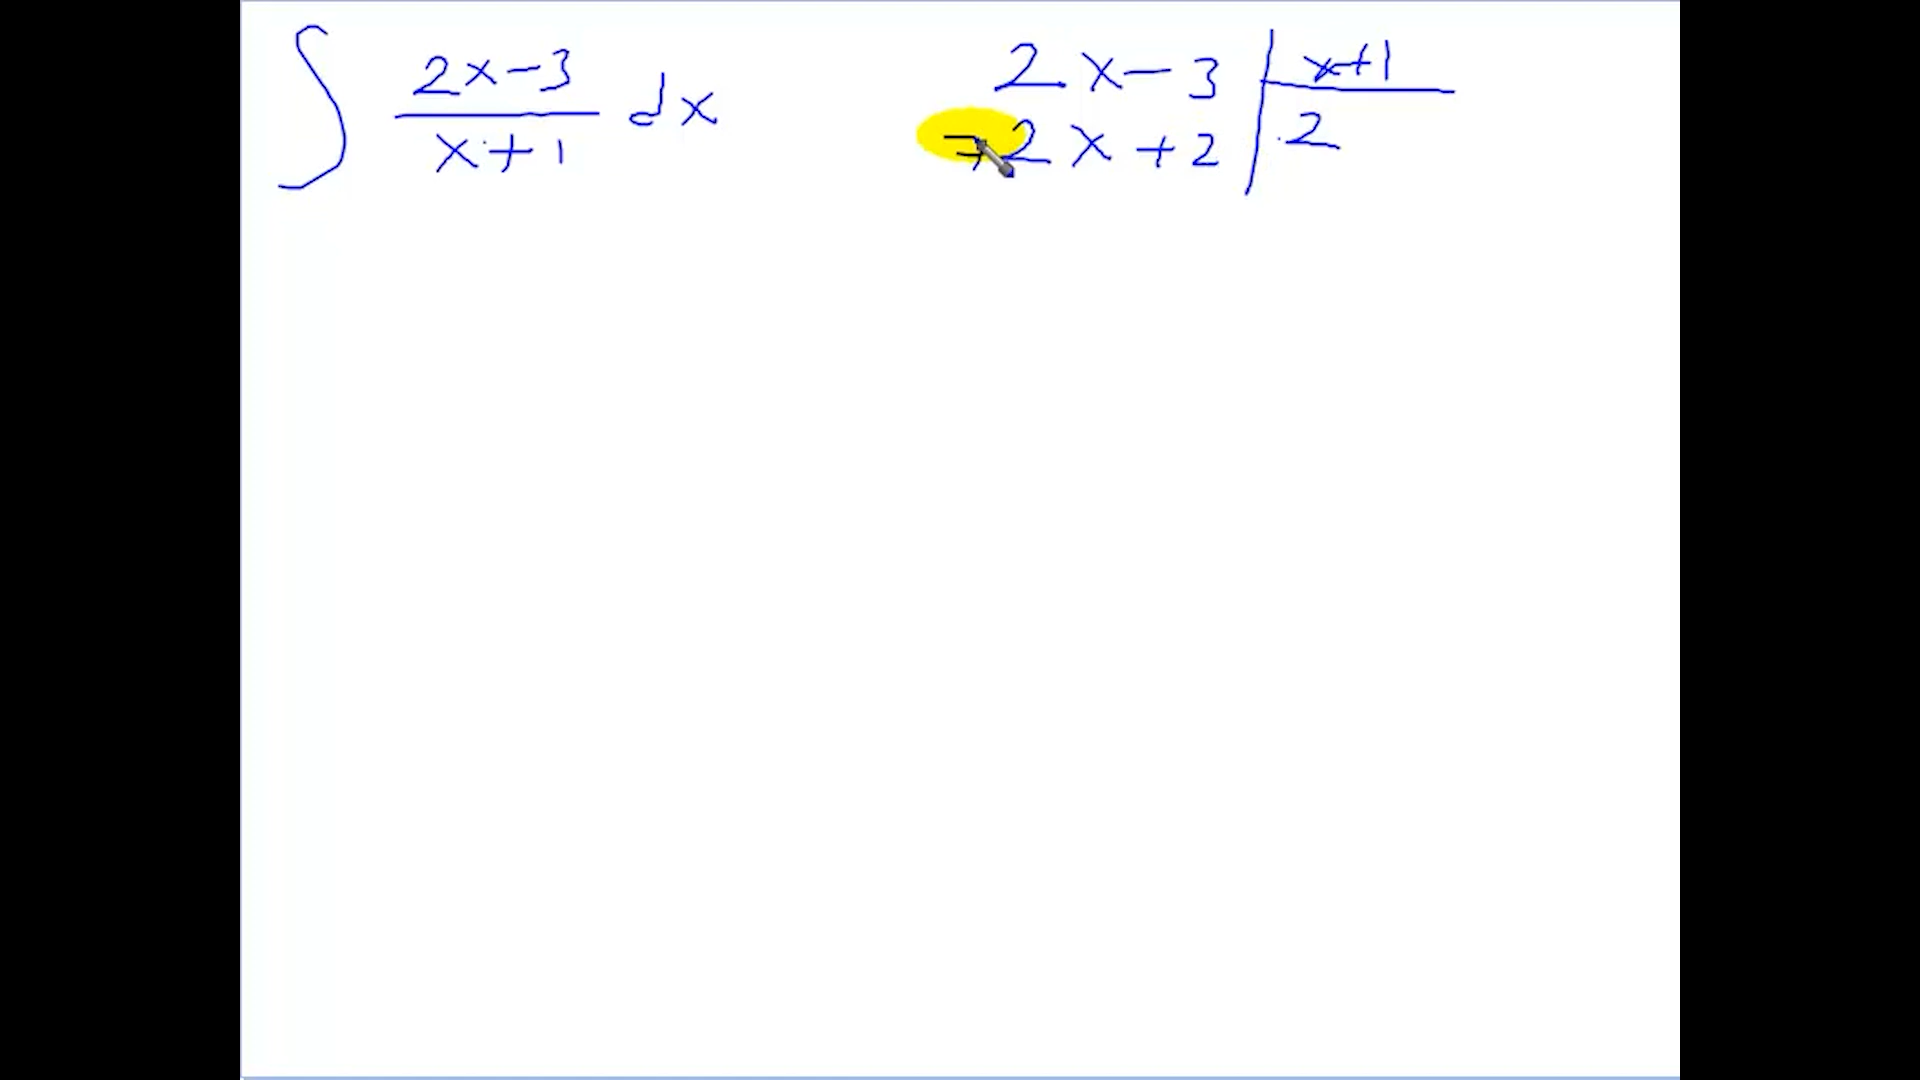 ∫ (2x-3)/(x+1) dx
2x-3 | x+1
∓2x+2 | 2